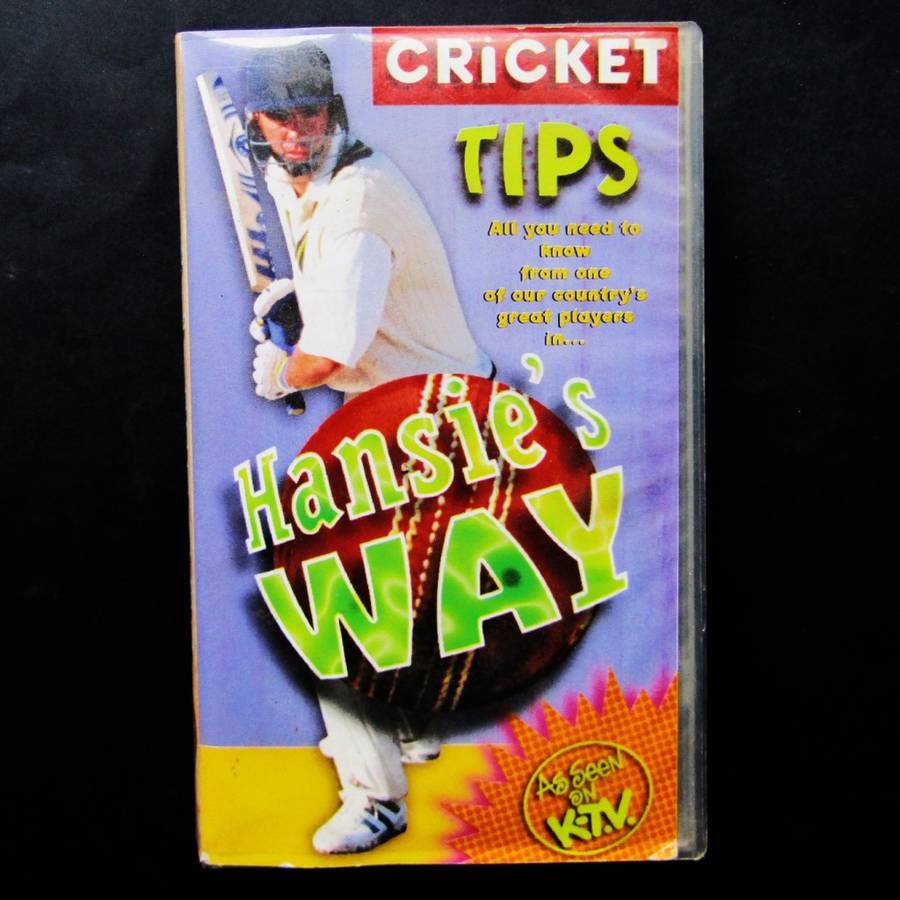 CRiCKET
TIPS
All you need to
know
from one
of our country's
great players
in...
Hansie's
WAY
As Seen
ON
K-T.V.